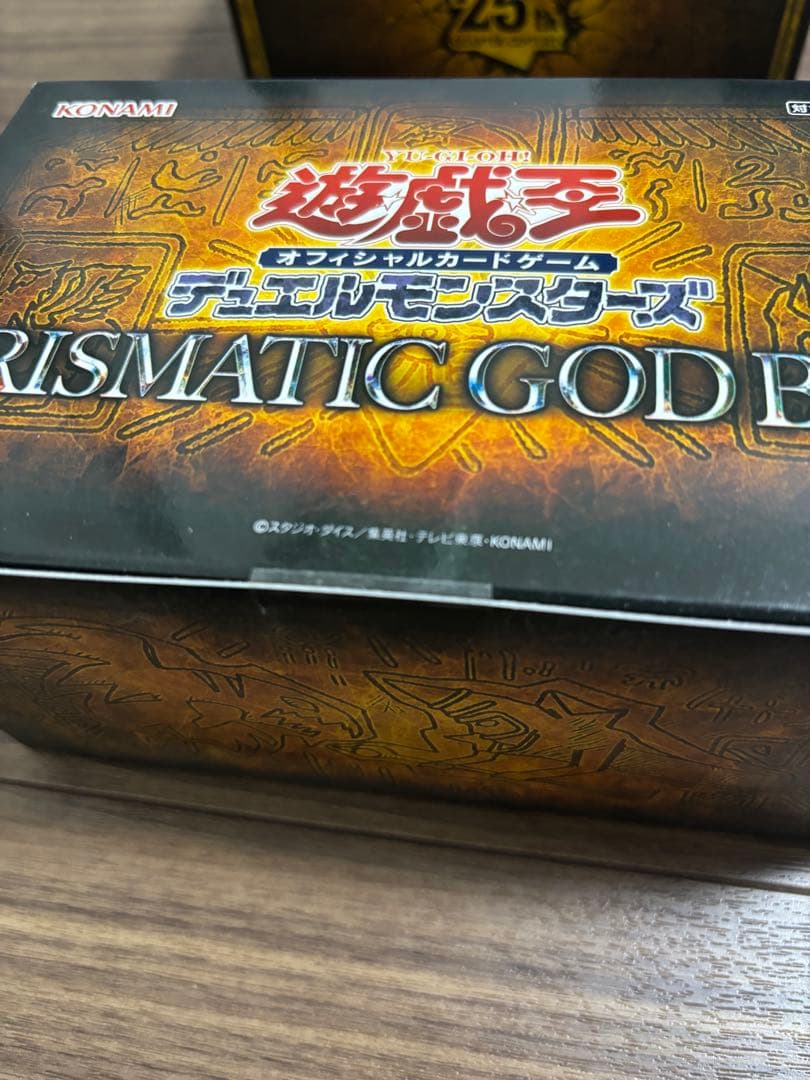 25th
KONAMI
対
YU-GI-OH!
遊戯王
オフィシャルカードゲーム
デュエルモンスターズ
RISMATIC GOD B
©スタジオ・ダイス/集英社・テレビ東京・KONAMI